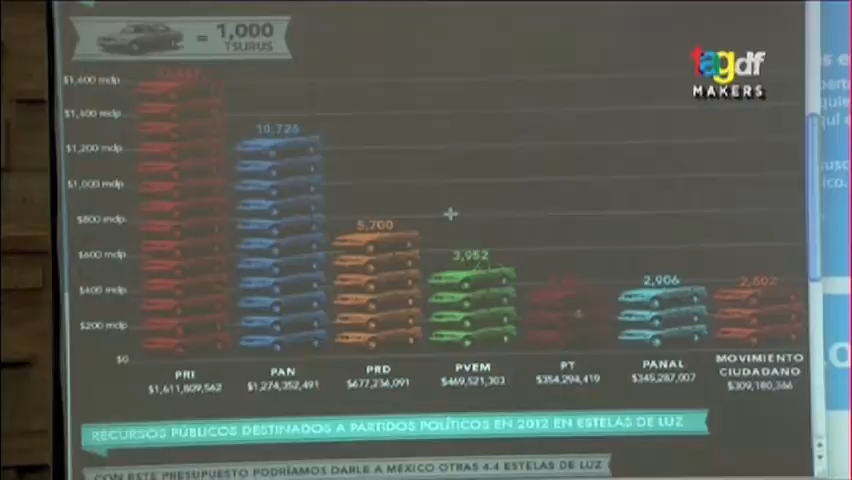 = 1,000
TSURUS
tagdf
MAKERS
$1,600 mdp
$1,400 mdp
$1,200 mdp
$1,000 mdp
$800 mdp
$600 mdp
$400 mdp
$200 mdp
$0
10,725
5,700
3,952
2,906
2,602
PRI
$1,611,809,562
PAN
$1,274,352,491
PRD
$677,236,091
PVEM
$469,521,303
PT
$354,294,419
PANAL
$345,287,007
MOVIMIENTO
CIUDADANO
$309,180,366
RECURSOS PÚBLICOS DESTINADOS A PARTIDOS POLÍTICOS EN 2012 EN ESTELAS DE LUZ
CON ESTE PRESUPUESTO PODRÍAMOS DARLE A MÉXICO OTRAS 4.4 ESTELAS DE LUZ